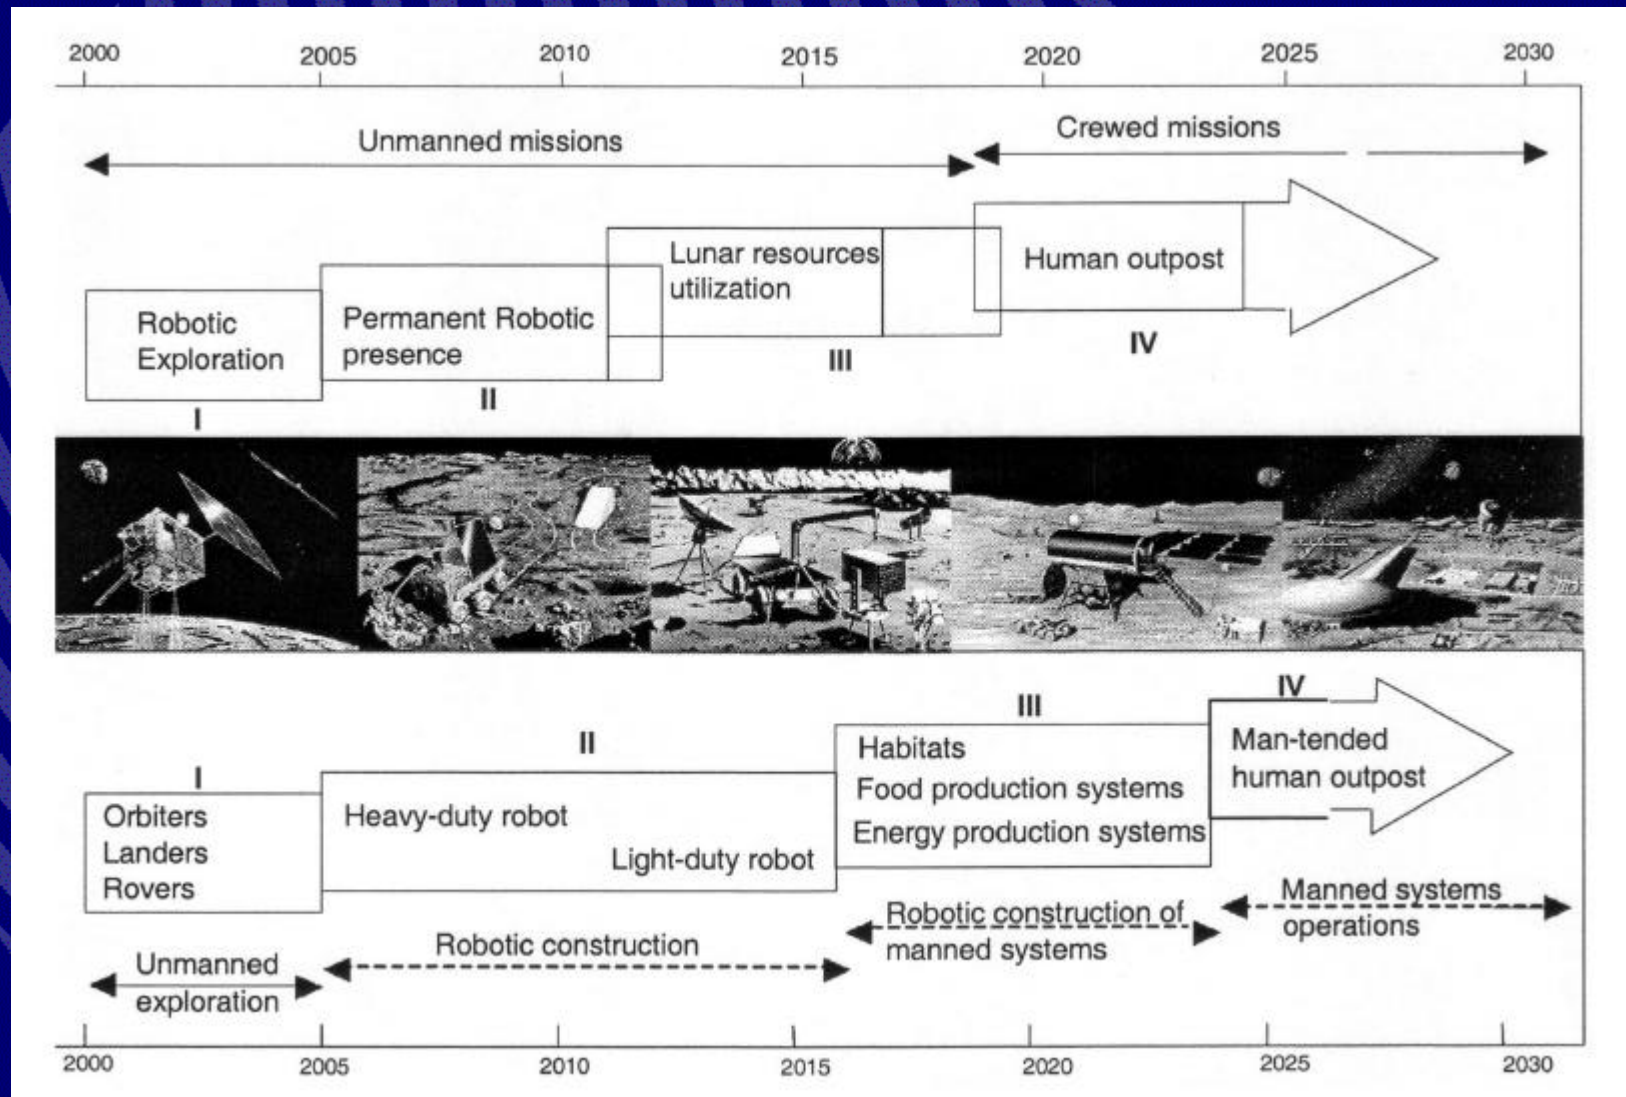 2000 2005 2010 2015 2020 2025 2030
Unmanned missions
Crewed missions
Robotic
Exploration
I
Permanent Robotic
presence
II
Lunar resources
utilization
III
Human outpost
IV
I
Orbiters
Landers
Rovers
II
Heavy-duty robot
Light-duty robot
III
Habitats
Food production systems
Energy production systems
IV
Man-tended
human outpost
Unmanned
exploration
Robotic construction
Robotic construction of
manned systems
Manned systems
operations
2000 2005 2010 2015 2020 2025 2030